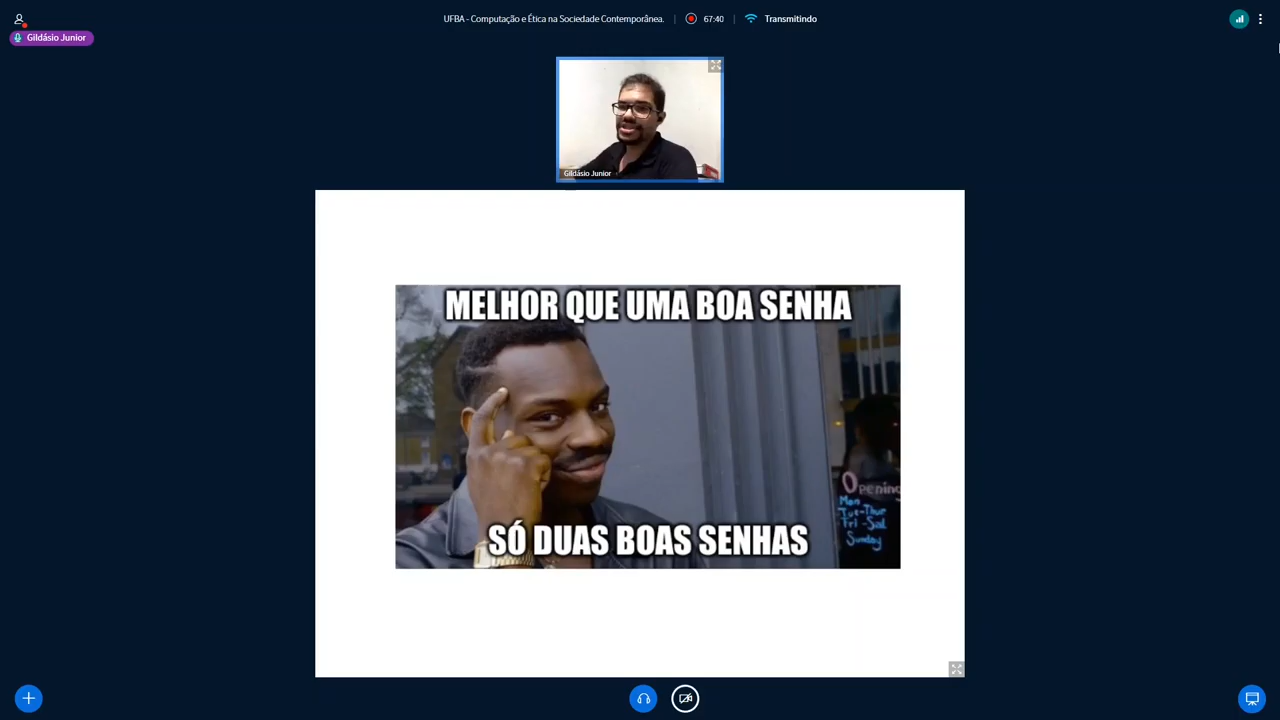 UFBA - Computação e Ética na Sociedade Contemporânea.
67:40
Transmitindo
Gildásio Junior
Gildásio Junior
MELHOR QUE UMA BOA SENHA
SÓ DUAS BOAS SENHAS
Opening
Mon
Tue-Thur
Fri -Sat
Sunday